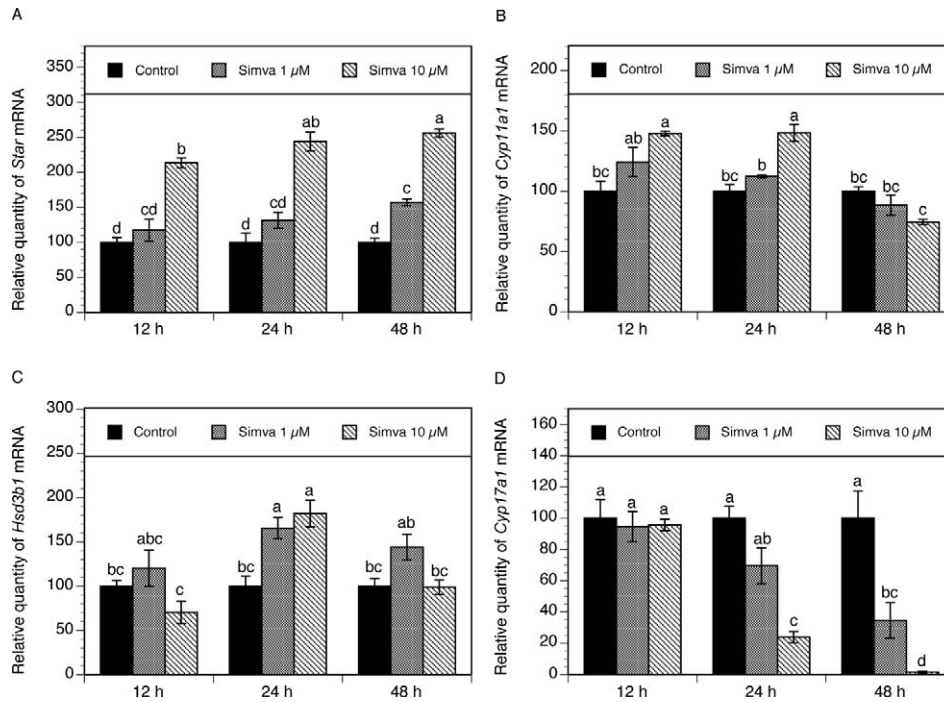 A
Relative quantity of Star mRNA
Control Simva 1 µM Simva 10 µM
350
300
250
200
150
100
50
0
d cd b d cd ab d c a
12 h 24 h 48 h
B
Relative quantity of Cyp11a1 mRNA
Control Simva 1 µM Simva 10 µM
200
150
100
50
0
bc ab a bc b a bc bc c
12 h 24 h 48 h
C
Relative quantity of Hsd3b1 mRNA
300
Control Simva 1 µM Simva 10 µM
250
200
150
100
50
0
bc abc c bc a a bc ab bc
12 h 24 h 48 h
D
Relative quantity of Cyp17a1 mRNA
160
Control Simva 1 µM Simva 10 µM
140
120
100
80
60
40
20
0
a a a a ab c a bc d
12 h 24 h 48 h